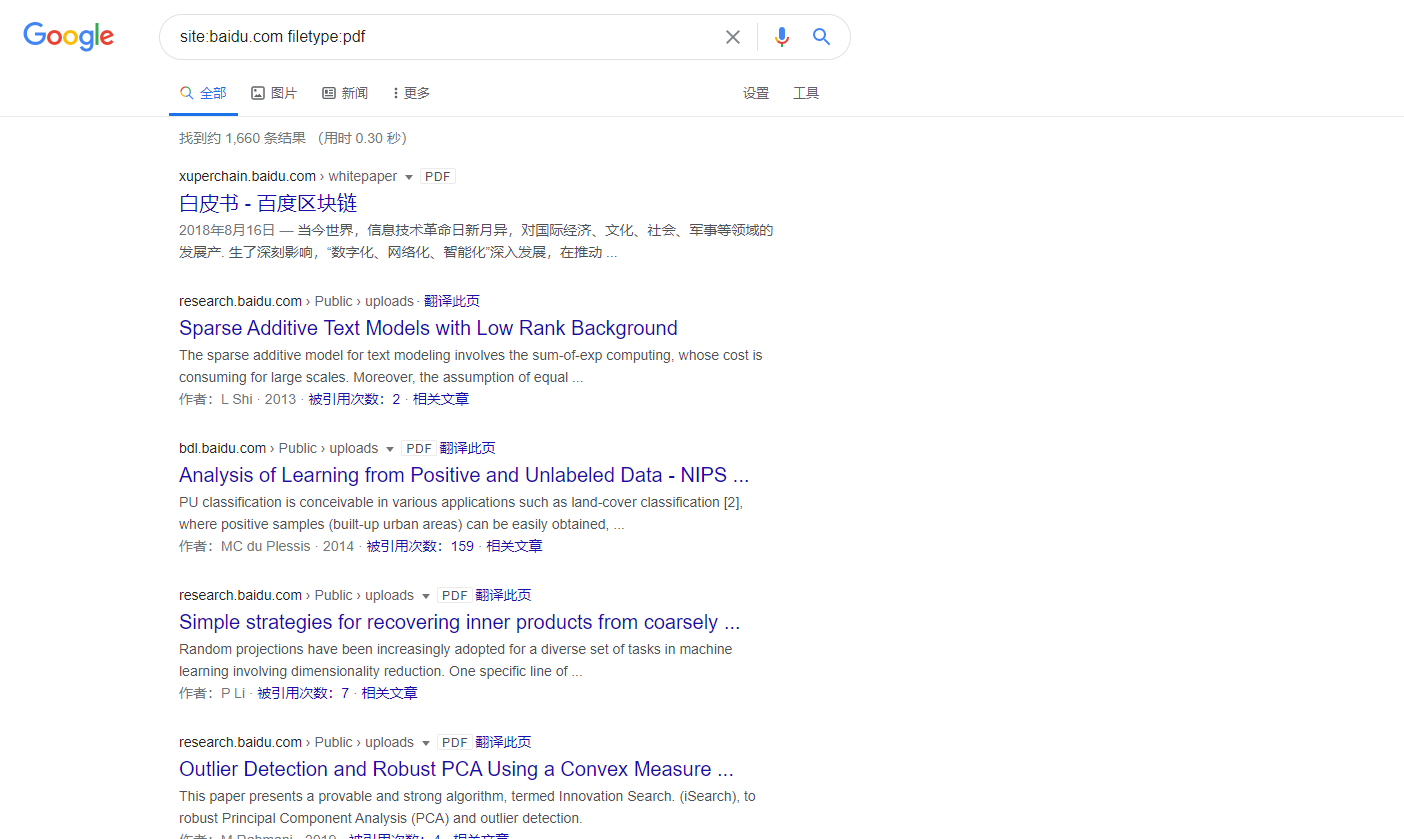 Google
site:baidu.com filetype:pdf
全部 图片 新闻 更多 设置 工具
找到约 1,660 条结果 （用时 0.30 秒）
xuperchain.baidu.com › whitepaper PDF
白皮书 - 百度区块链
2018年8月16日 — 当今世界，信息技术革命日新月异，对国际经济、文化、社会、军事等领域的
发展产. 生了深刻影响，“数字化、网络化、智能化”深入发展，在推动 ...
research.baidu.com › Public › uploads · 翻译此页
Sparse Additive Text Models with Low Rank Background
The sparse additive model for text modeling involves the sum-of-exp computing, whose cost is
consuming for large scales. Moreover, the assumption of equal ...
作者：L Shi · 2013 · 被引用次数：2 · 相关文章
bdl.baidu.com › Public › uploads PDF 翻译此页
Analysis of Learning from Positive and Unlabeled Data - NIPS ...
PU classification is conceivable in various applications such as land-cover classification [2],
where positive samples (built-up urban areas) can be easily obtained, ...
作者：MC du Plessis · 2014 · 被引用次数：159 · 相关文章
research.baidu.com › Public › uploads PDF 翻译此页
Simple strategies for recovering inner products from coarsely ...
Random projections have been increasingly adopted for a diverse set of tasks in machine
learning involving dimensionality reduction. One specific line of ...
作者：P Li · 被引用次数：7 · 相关文章
research.baidu.com › Public › uploads PDF 翻译此页
Outlier Detection and Robust PCA Using a Convex Measure ...
This paper presents a provable and strong algorithm, termed Innovation Search. (iSearch), to
robust Principal Component Analysis (PCA) and outlier detection.
作者：M Rahmani · 2019 · 被引用次数：4 · 相关文章